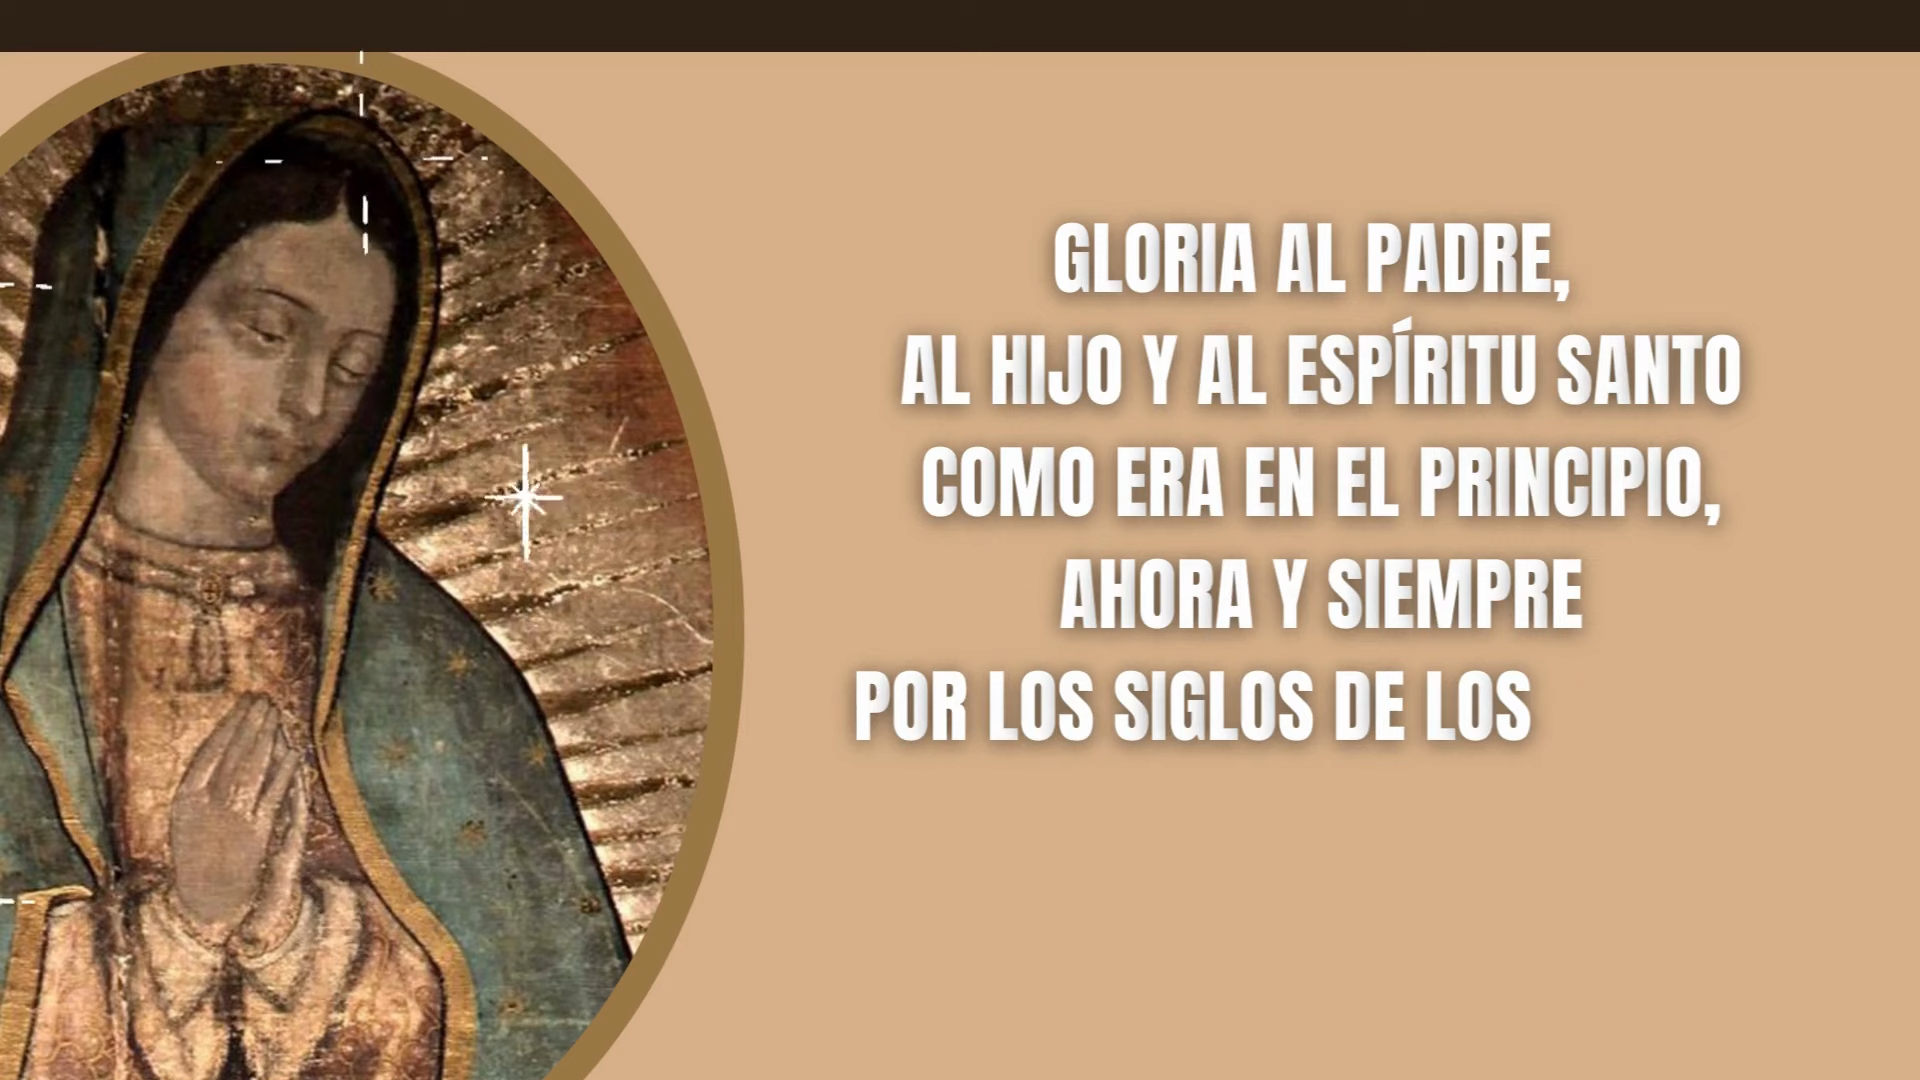 GLORIA AL PADRE,
AL HIJO Y AL ESPÍRITU SANTO
COMO ERA EN EL PRINCIPIO,
AHORA Y SIEMPRE
POR LOS SIGLOS DE LOS